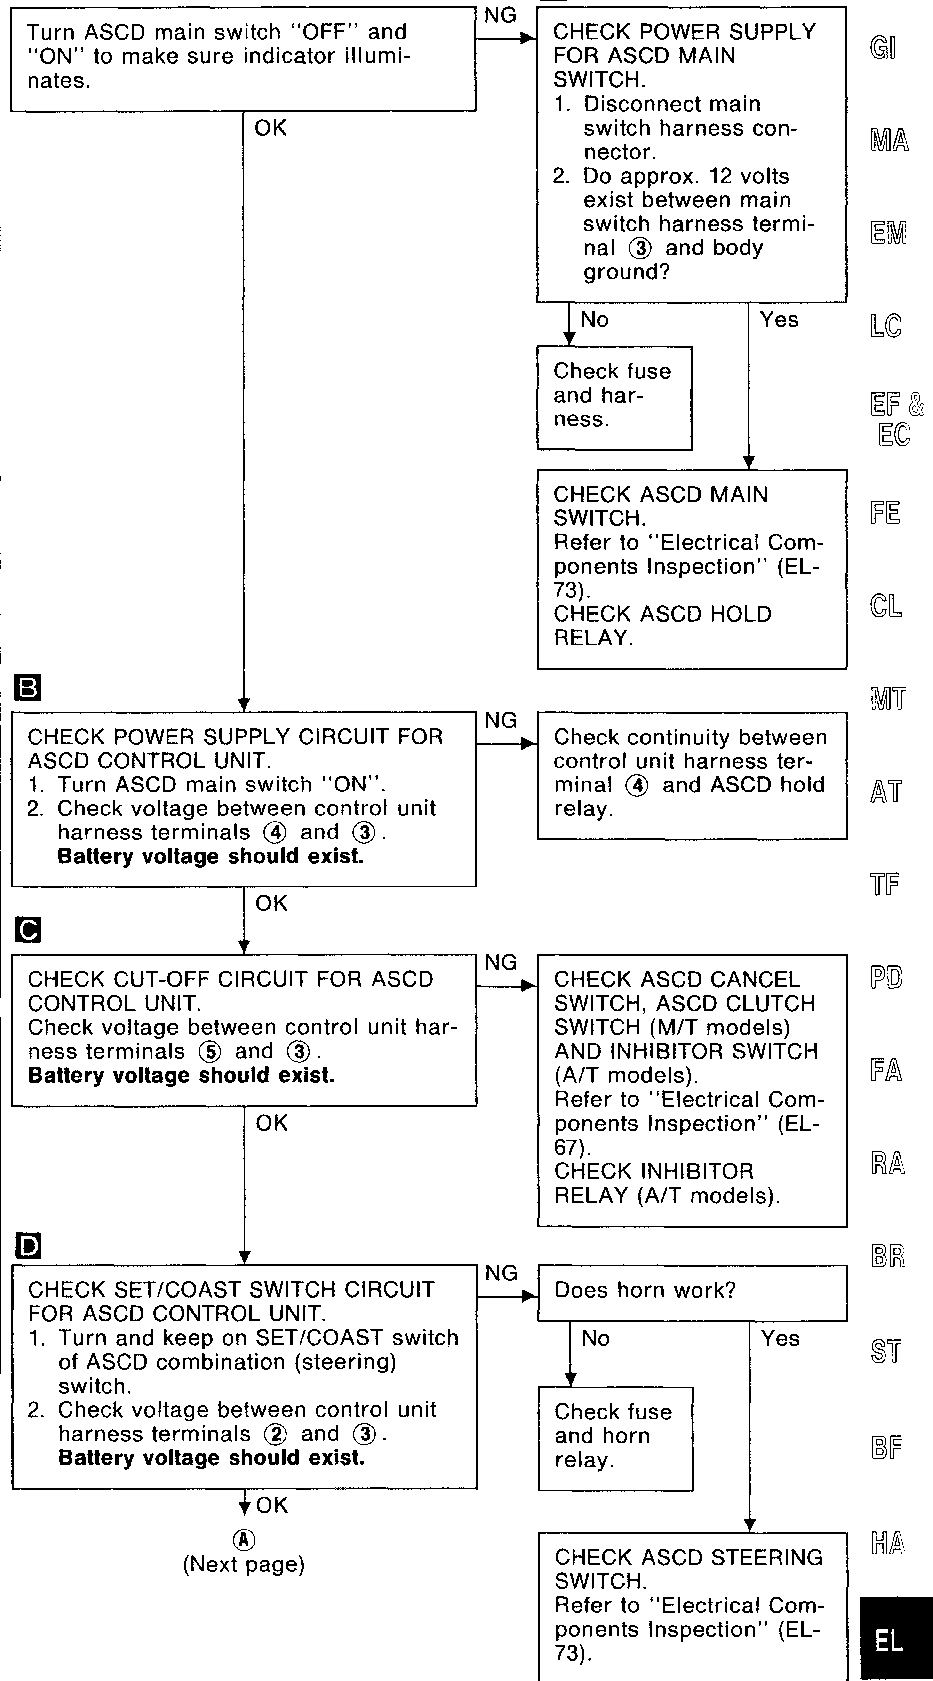 Turn ASCD main switch "OFF" and
"ON" to make sure indicator illumi-
nates.
NG
OK
CHECK POWER SUPPLY
FOR ASCD MAIN
SWITCH.
1. Disconnect main
switch harness con-
nector.
2. Do approx. 12 volts
exist between main
switch harness termi-
nal ③ and body
ground?
No
Yes
Check fuse
and har-
ness.
CHECK ASCD MAIN
SWITCH.
Refer to "Electrical Com-
ponents Inspection" (EL-
73).
CHECK ASCD HOLD
RELAY.
B
CHECK POWER SUPPLY CIRCUIT FOR
ASCD CONTROL UNIT.
1. Turn ASCD main switch "ON".
2. Check voltage between control unit
harness terminals ④ and ③.
Battery voltage should exist.
NG
OK
Check continuity between
control unit harness ter-
minal ④ and ASCD hold
relay.
C
CHECK CUT-OFF CIRCUIT FOR ASCD
CONTROL UNIT.
Check voltage between control unit har-
ness terminals ⑤ and ③.
Battery voltage should exist.
NG
OK
CHECK ASCD CANCEL
SWITCH, ASCD CLUTCH
SWITCH (M/T models)
AND INHIBITOR SWITCH
(A/T models).
Refer to "Electrical Com-
ponents Inspection" (EL-
67).
CHECK INHIBITOR
RELAY (A/T models).
D
CHECK SET/COAST SWITCH CIRCUIT
FOR ASCD CONTROL UNIT.
1. Turn and keep on SET/COAST switch
of ASCD combination (steering)
switch.
2. Check voltage between control unit
harness terminals ② and ③.
Battery voltage should exist.
NG
OK
Ⓐ
(Next page)
Does horn work?
No
Yes
Check fuse
and horn
relay.
CHECK ASCD STEERING
SWITCH.
Refer to "Electrical Com-
ponents Inspection" (EL-
73).
GI
MA
EM
LC
EF &
EC
FE
CL
MT
AT
TF
PD
FA
RA
BR
ST
BF
HA
EL